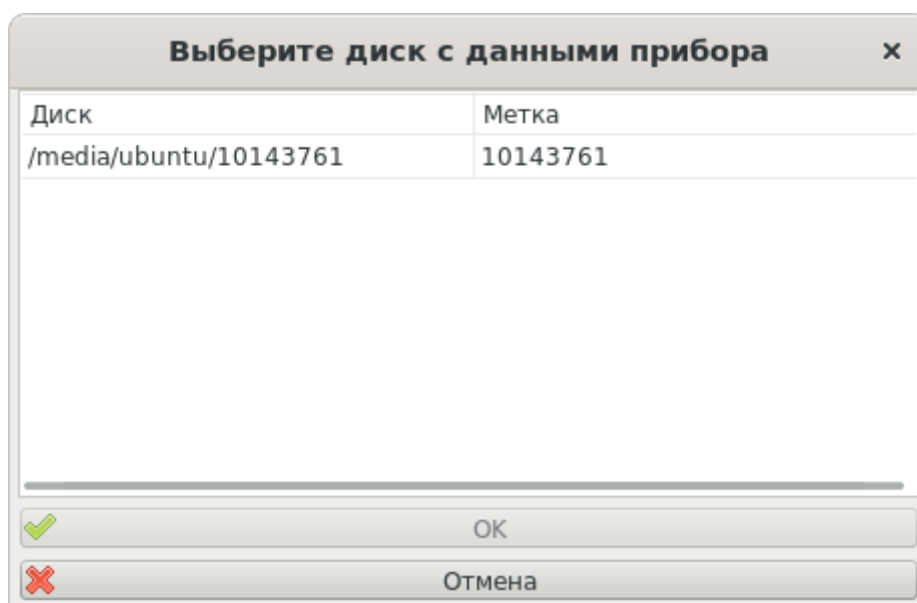 Выберите диск с данными прибора ×
Диск Метка
/media/ubuntu/10143761 10143761
OK
Отмена